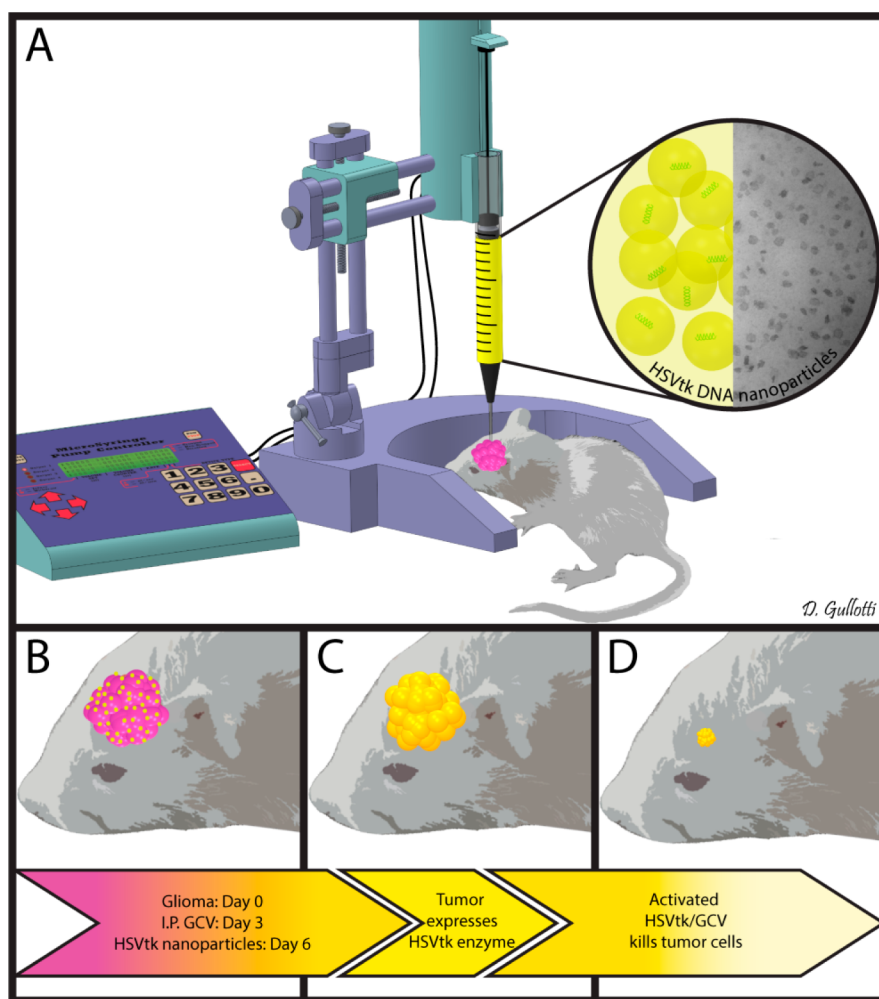 A
HSVtk DNA nanoparticles
MicroSyringe
Pump Controller
1 2 3
4 5 6 .
7 8 9 0
D. Gullotti
B
C
D
Glioma: Day 0
I.P. GCV: Day 3
HSVtk nanoparticles: Day 6
Tumor
expresses
HSVtk enzyme
Activated
HSVtk/GCV
kills tumor cells